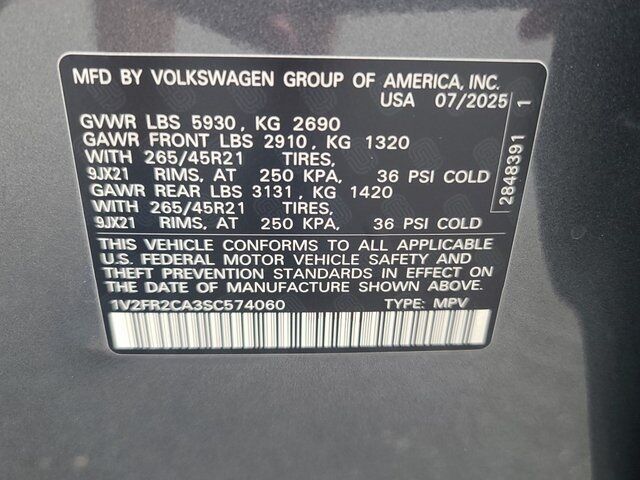 MFD BY VOLKSWAGEN GROUP OF AMERICA, INC.
USA 07/2025
GVWR LBS 5930, KG 2690
GAWR FRONT LBS 2910, KG 1320
WITH 265/45R21 TIRES,
9JX21 RIMS, AT 250 KPA, 36 PSI COLD
GAWR REAR LBS 3131, KG 1420
WITH 265/45R21 TIRES,
9JX21 RIMS, AT 250 KPA, 36 PSI COLD
THIS VEHICLE CONFORMS TO ALL APPLICABLE
U.S. FEDERAL MOTOR VEHICLE SAFETY AND
THEFT PREVENTION STANDARDS IN EFFECT ON
THE DATE OF MANUFACTURE SHOWN ABOVE.
1V2FR2CA3SC574060 TYPE: MPV
2848391 1